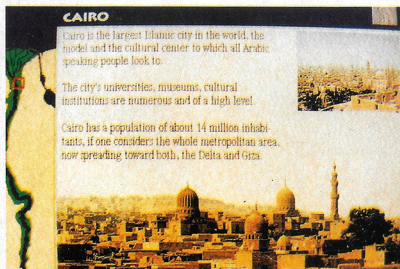 CAIRO
Cairo is the largest Islamic city in the world, the
model and the cultural center to which all Arabic
speaking people look to.
The city's universities, museums, cultural
institutions are numerous and of a high level.
Cairo has a population of about 14 million inhabi-
tants, if one considers the whole metropolitan area,
now spreading toward both, the Delta and Giza.